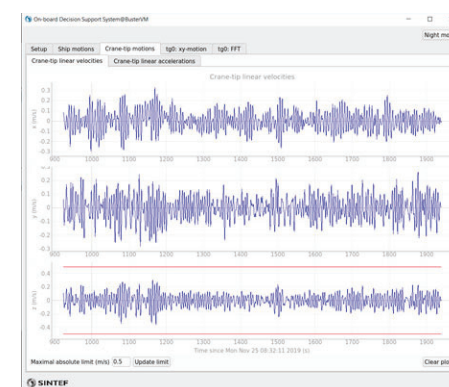 On-board Decision Support System@BusterVM
Night mo
Setup Ship motions Crane-tip motions tg0: xy-motion tg0: FFT
Crane-tip linear velocities Crane-tip linear accelerations
Crane-tip linear velocities
0.3
0.2
0.1
0
-0.1
-0.2
-0.3
x (m/s)
900 1000 1100 1200 1300 1400 1500 1600 1700 1800 1900
0.2
0.1
0
-0.1
-0.2
-0.3
y (m/s)
900 1000 1100 1200 1300 1400 1500 1600 1700 1800 1900
0.4
0.2
0
-0.2
-0.4
z (m/s)
900 1000 1100 1200 1300 1400 1500 1600 1700 1800 1900
Time since Mon Nov 25 08:32:11 2019 (s)
Maximal absolute limit (m/s) 0.5 Update limit Clear plo
SINTEF